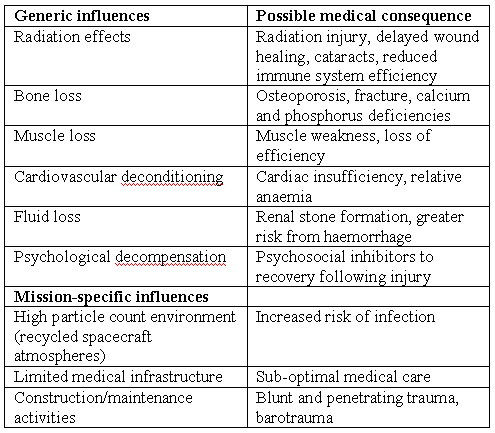 Generic influences Possible medical consequence
Radiation effects Radiation injury, delayed wound
healing, cataracts, reduced
immune system efficiency
Bone loss Osteoporosis, fracture, calcium
and phosphorus deficiencies
Muscle loss Muscle weakness, loss of
efficiency
Cardiovascular deconditioning Cardiac insufficiency, relative
anaemia
Fluid loss Renal stone formation, greater
risk from haemorrhage
Psychological decompensation Psychosocial inhibitors to
recovery following injury
Mission-specific influences
High particle count environment Increased risk of infection
(recycled spacecraft
atmospheres)
Limited medical infrastructure Sub-optimal medical care
Construction/maintenance Blunt and penetrating trauma,
activities barotrauma